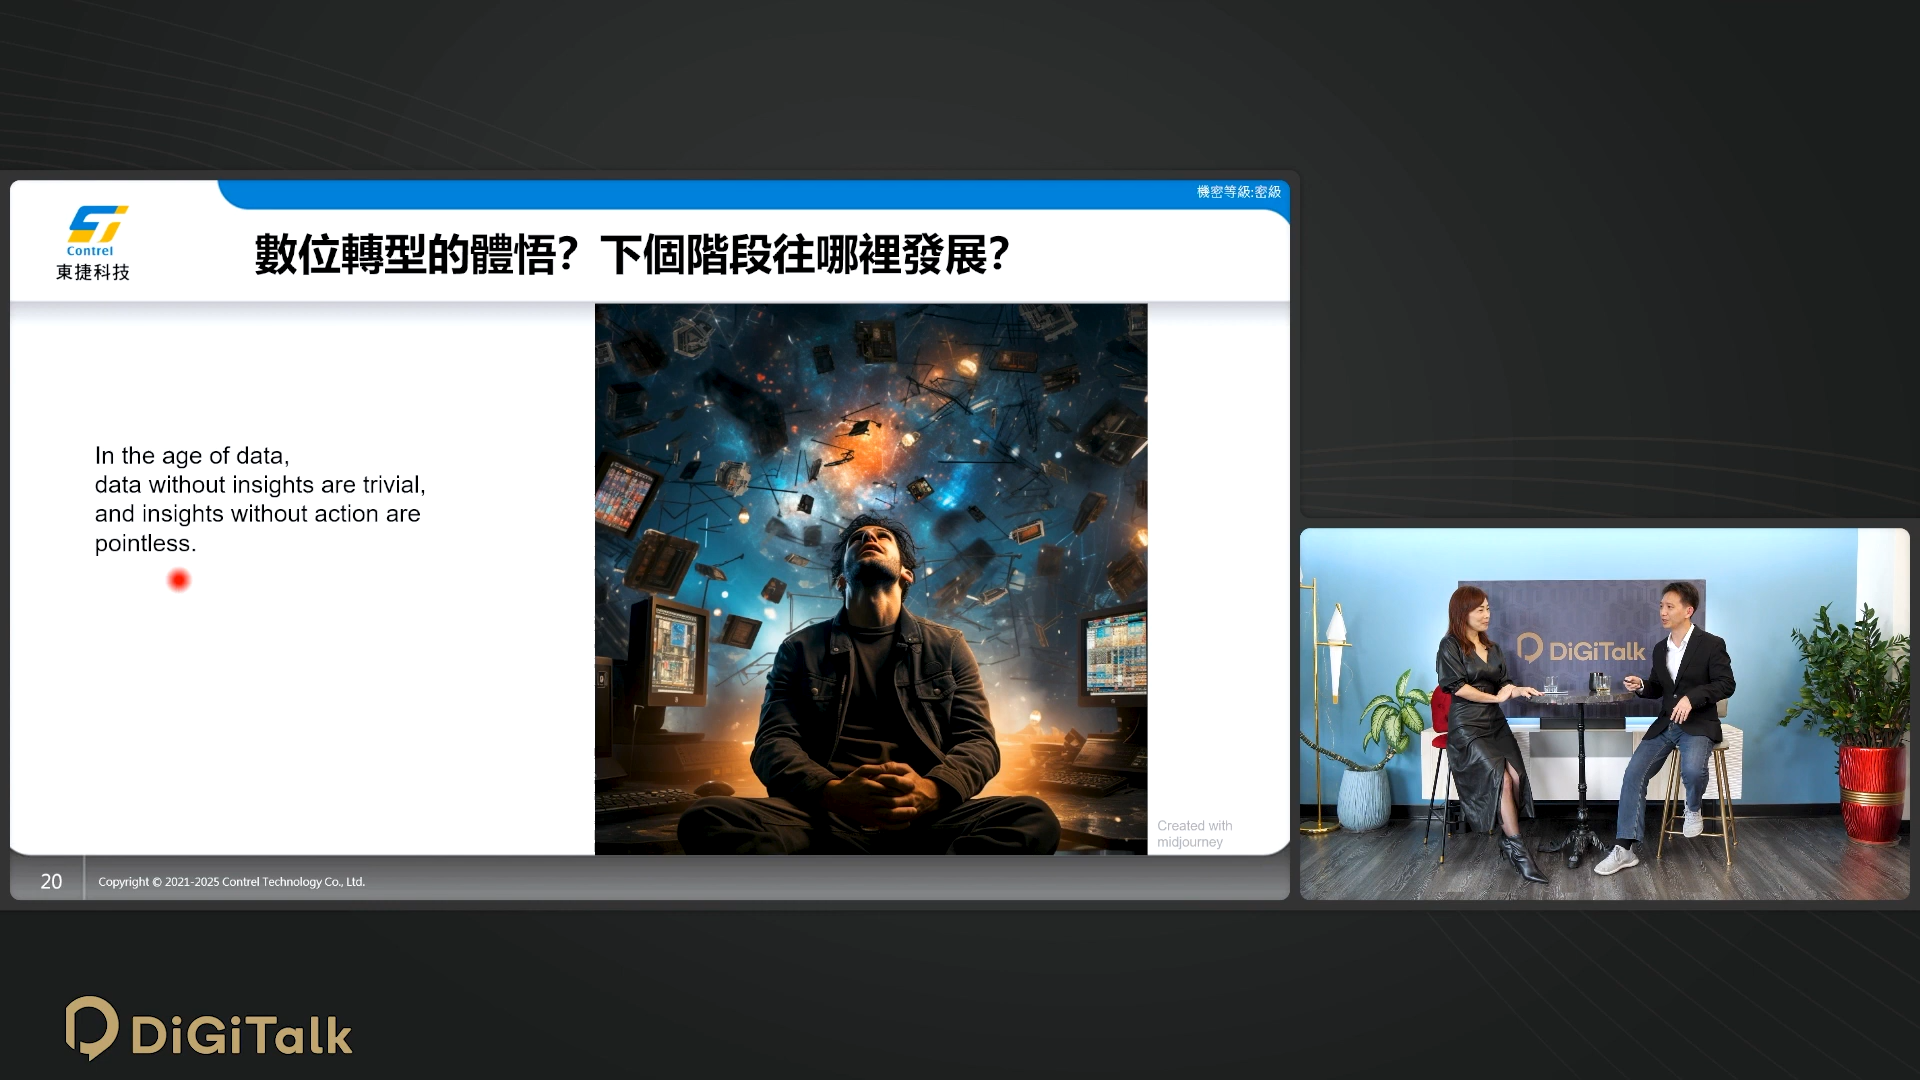 機密等級:密級
Contrel
東捷科技
數位轉型的體悟? 下個階段往哪裡發展?
In the age of data,
data without insights are trivial,
and insights without action are
pointless.
Created with
midjourney
20
Copyright © 2021-2025 Contrel Technology Co., Ltd.
DiGiTalk
DiGiTalk